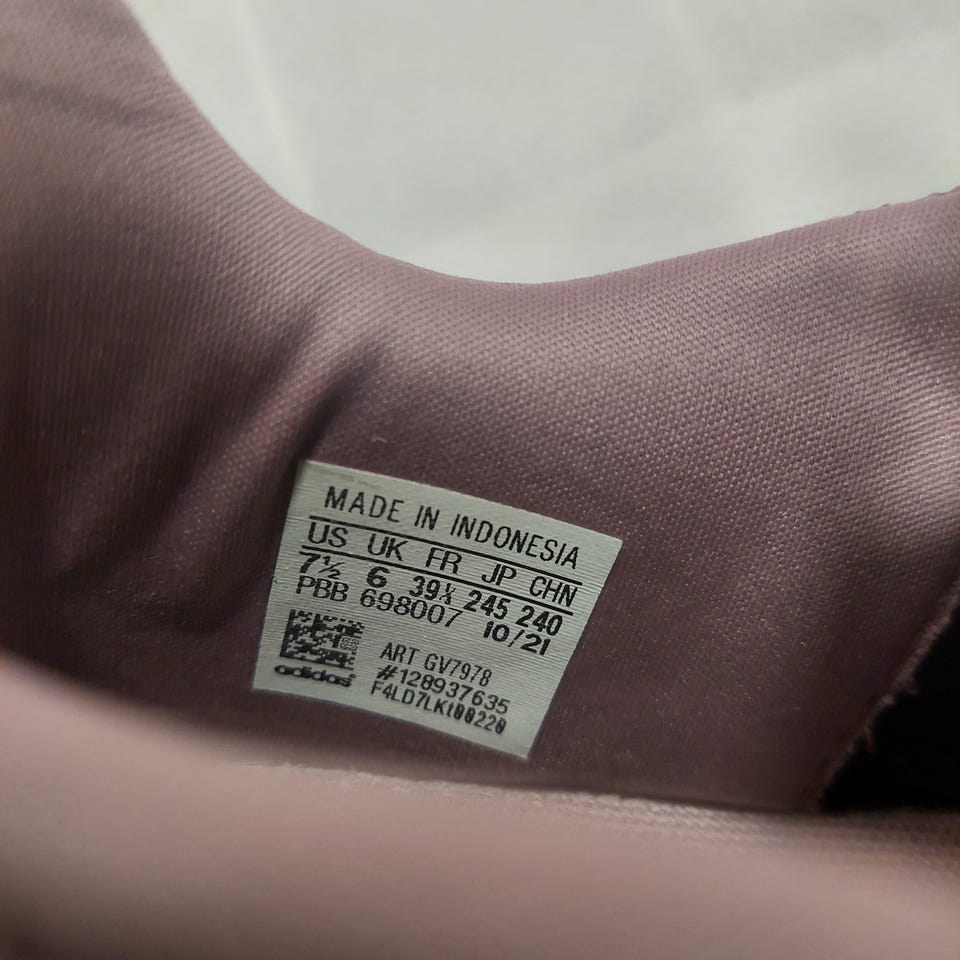 MADE IN INDONESIA
US UK FR JP CHN
7½ 6 39⅓ 245 240
PBB 698007 10/21
ART GV7978
#128937635
F4LD7LKt00220
adidas